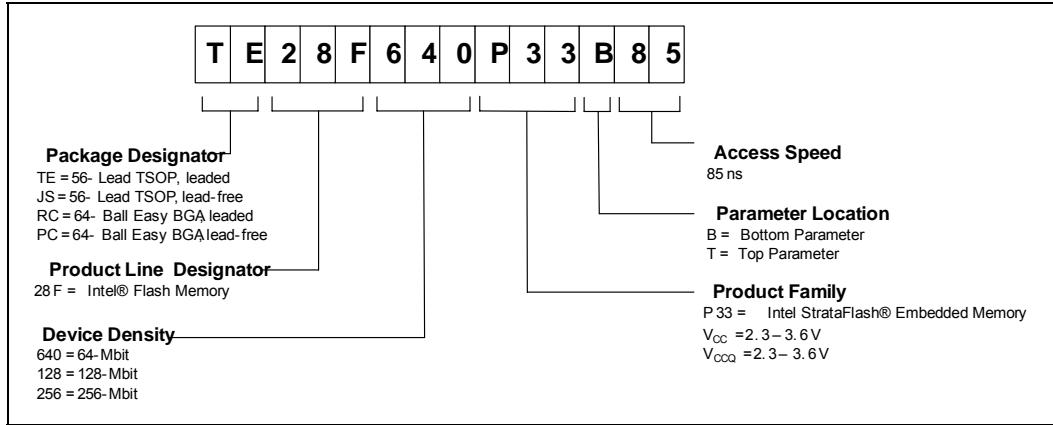 T E 2 8 F 6 4 0 P 3 3 B 8 5
Package Designator
TE = 56- Lead TSOP, leaded
JS = 56- Lead TSOP, lead-free
RC = 64- Ball Easy BGA, leaded
PC = 64- Ball Easy BGA, lead-free
Product Line Designator
28F = Intel® Flash Memory
Device Density
640 = 64-Mbit
128 = 128-Mbit
256 = 256-Mbit
Access Speed
85 ns
Parameter Location
B = Bottom Parameter
T = Top Parameter
Product Family
P33 = Intel StrataFlash® Embedded Memory
VCC = 2.3 – 3.6 V
VCCQ = 2.3 – 3.6 V